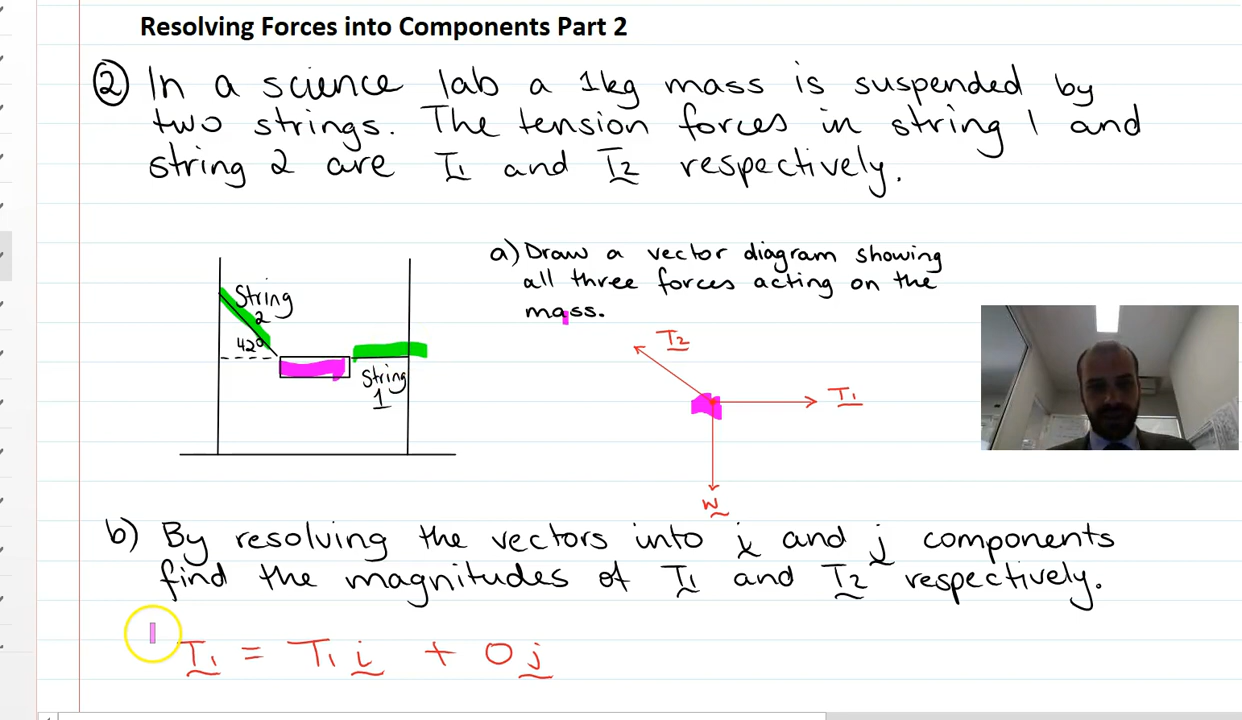 Resolving Forces into Components Part 2
② In a science lab a 1kg mass is suspended by
two strings. The tension forces in string 1 and
string 2 are T1 and T2 respectively.
a) Draw a vector diagram showing
all three forces acting on the
mass.
String
2
42°
String
1
T2
T1
W
b) By resolving the vectors into i and j components
find the magnitudes of T1 and T2 respectively.
T1 = T1 i + 0 j